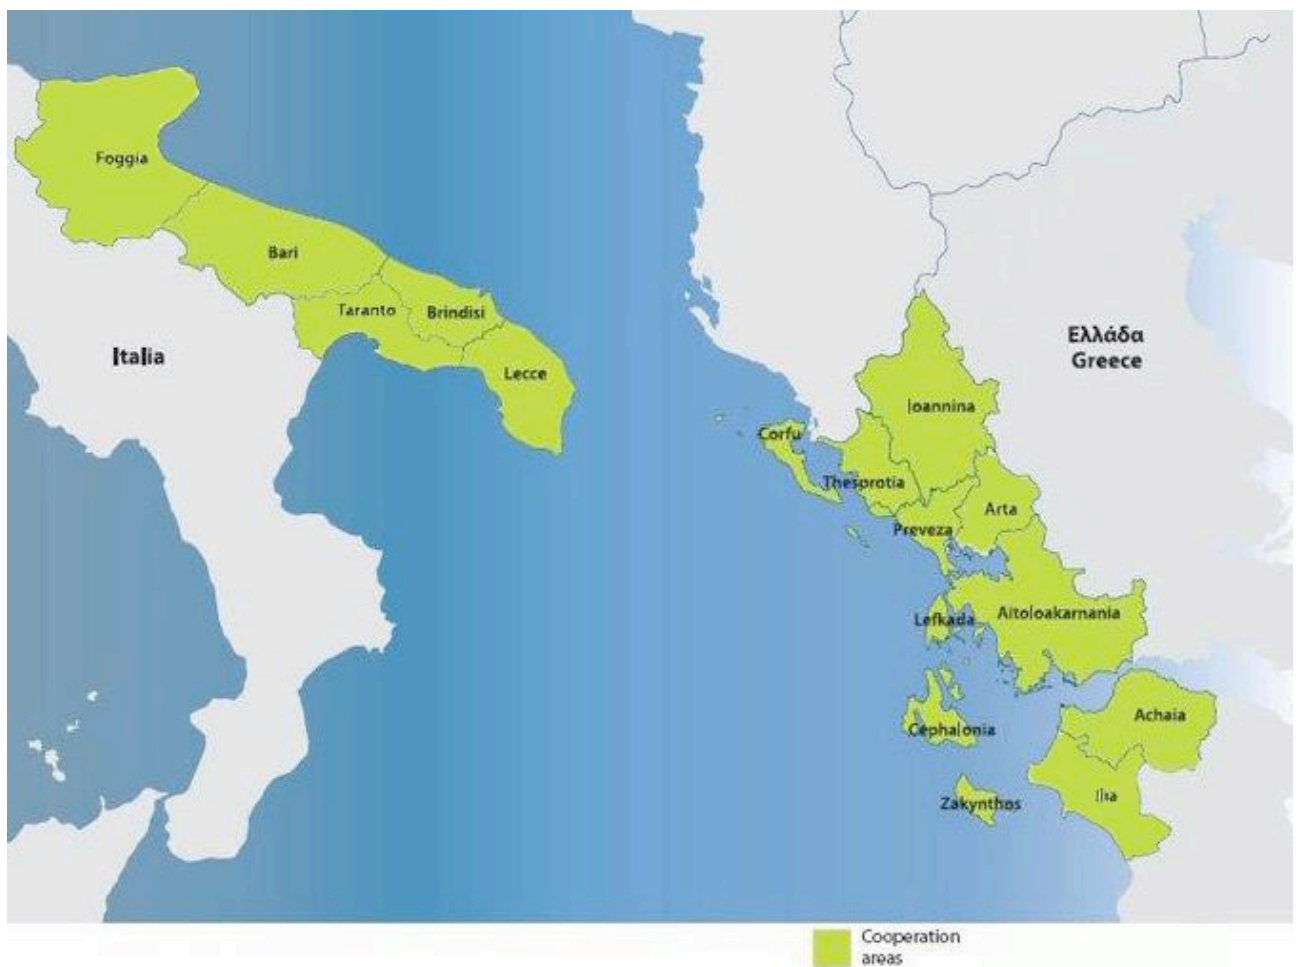 Foggia
Bari
Taranto
Brindisi
Italia
Lecce
Ελλάδα
Greece
Ioannina
Corfu
Thesprotia
Arta
Preveza
Lefkada
Aitoloakarnania
Achaia
Cephalonia
Ilia
Zakynthos
Cooperation
areas